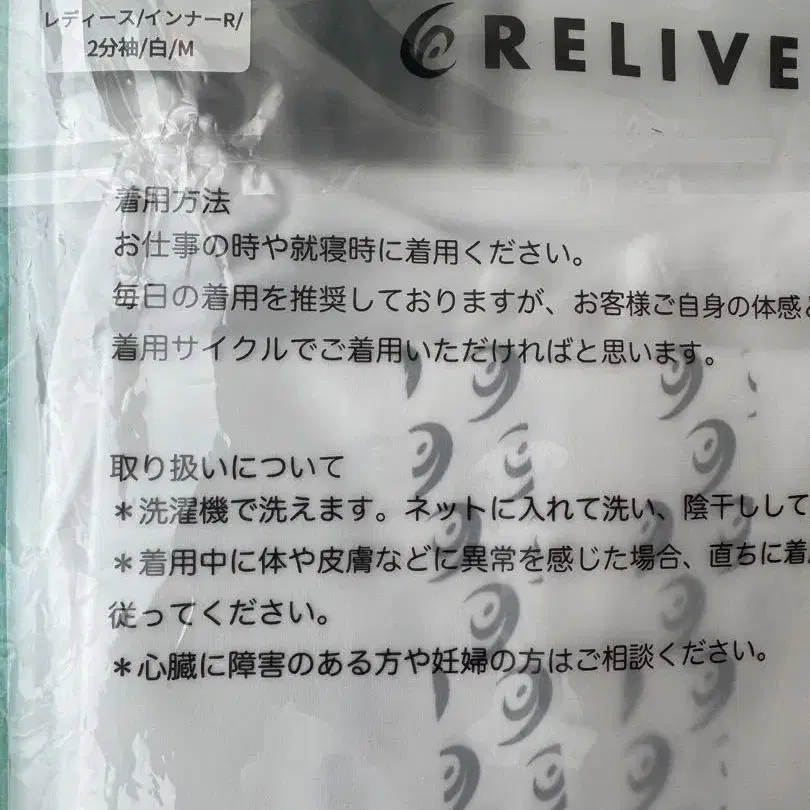 レディース/インナーR/
2分袖/白/M
RELIVE
着用方法
お仕事の時や就寝時に着用ください。
毎日の着用を推奨しておりますが、お客様ご自身の体感と
着用サイクルでご着用いただければと思います。
取り扱いについて
＊洗濯機で洗えます。ネットに入れて洗い、陰干しして
＊着用中に体や皮膚などに異常を感じた場合、直ちに着用
従ってください。
＊心臓に障害のある方や妊婦の方はご相談ください。